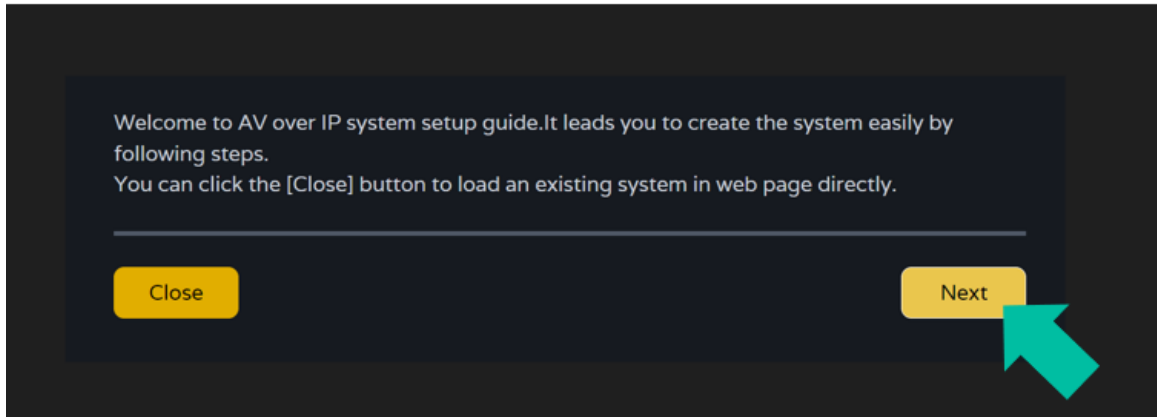 Welcome to AV over IP system setup guide.It leads you to create the system easily by
following steps.
You can click the [Close] button to load an existing system in web page directly.
Close
Next